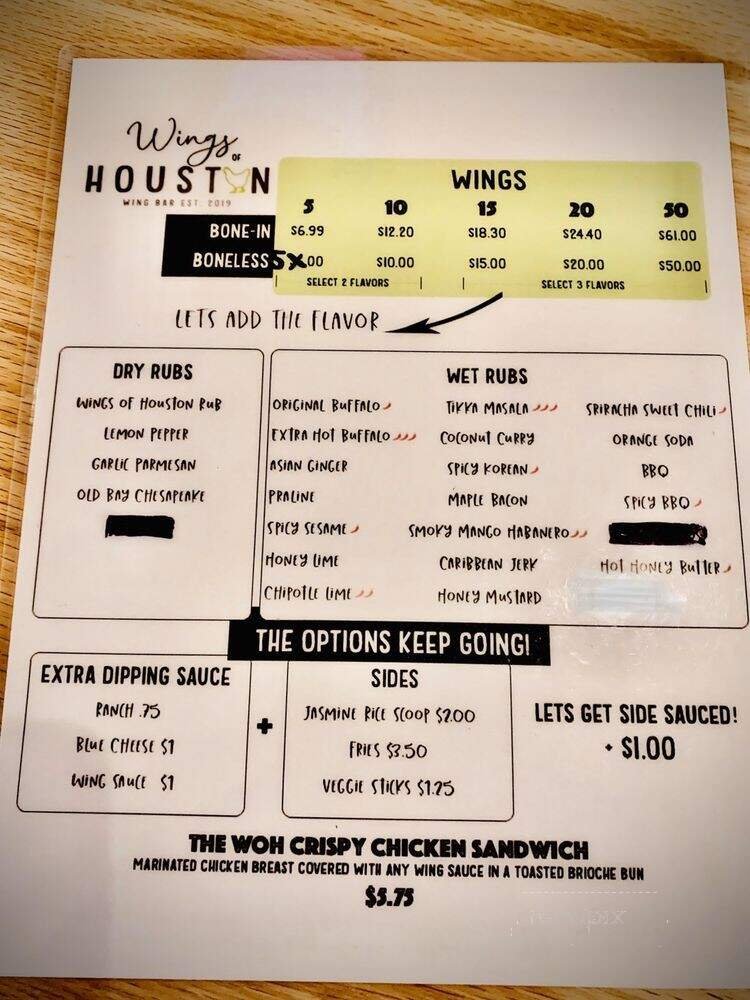 Wings
OF
HOUSTON
WING BAR EST. 2019
WINGS
5 10 15 20 50
BONE-IN $6.99 $12.20 $18.30 $24.40 $61.00
BONELESS 5X.00 $10.00 $15.00 $20.00 $50.00
SELECT 2 FLAVORS SELECT 3 FLAVORS
LETS ADD THE FLAVOR
DRY RUBS
WINGS OF HOUSTON RUB
LEMON PEPPER
GARLIC PARMESAN
OLD BAY CHESAPEAKE
WET RUBS
ORIGINAL BUFFALO
EXTRA HOT BUFFALO
ASIAN GINGER
PRALINE
SPICY SESAME
HONEY LIME
CHIPOTLE LIME
TIKKA MASALA
COCONUT CURRY
SPICY KOREAN
MAPLE BACON
SMOKY MANGO HABANERO
CARIBBEAN JERK
HONEY MUSTARD
SRIRACHA SWEET CHILI
ORANGE SODA
BBQ
SPICY BBQ
HOT HONEY BUTTER
THE OPTIONS KEEP GOING!
EXTRA DIPPING SAUCE
RANCH .75
BLUE CHEESE $1
WING SAUCE $1
+
SIDES
JASMINE RICE SCOOP $2.00
FRIES $3.50
VEGGIE STICKS $1.25
LETS GET SIDE SAUCED!
+ $1.00
THE WOH CRISPY CHICKEN SANDWICH
MARINATED CHICKEN BREAST COVERED WITH ANY WING SAUCE IN A TOASTED BRIOCHE BUN
$5.75